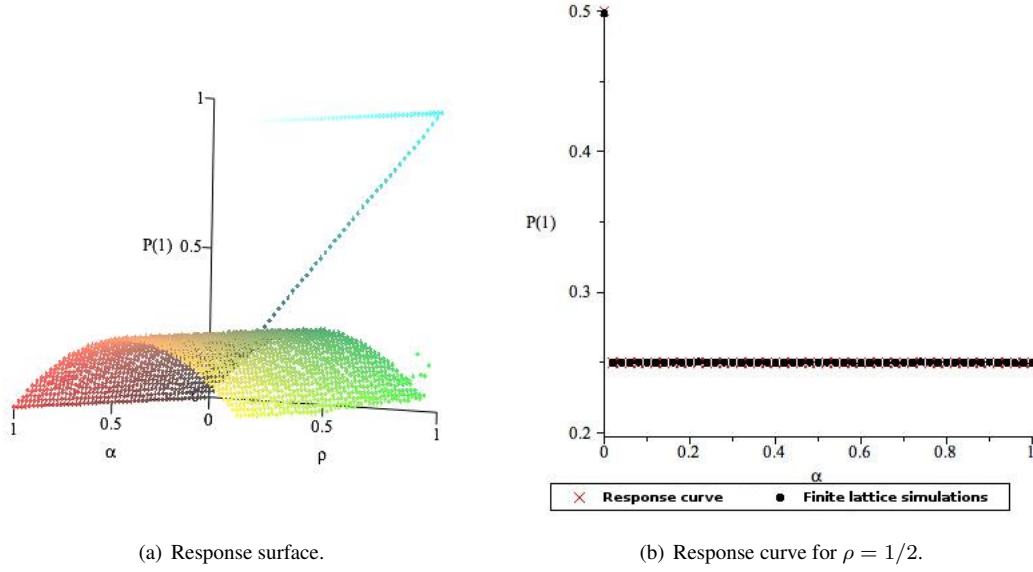 1
P(1)
0.5
0
1
0.5
0
0.5
1
α
ρ
0.5
0.4
P(1)
0.3
0.2
0
0.2
0.4
0.6
0.8
1
α
Response curve
Finite lattice simulations
(a) Response surface.
(b) Response curve for ρ = 1/2.